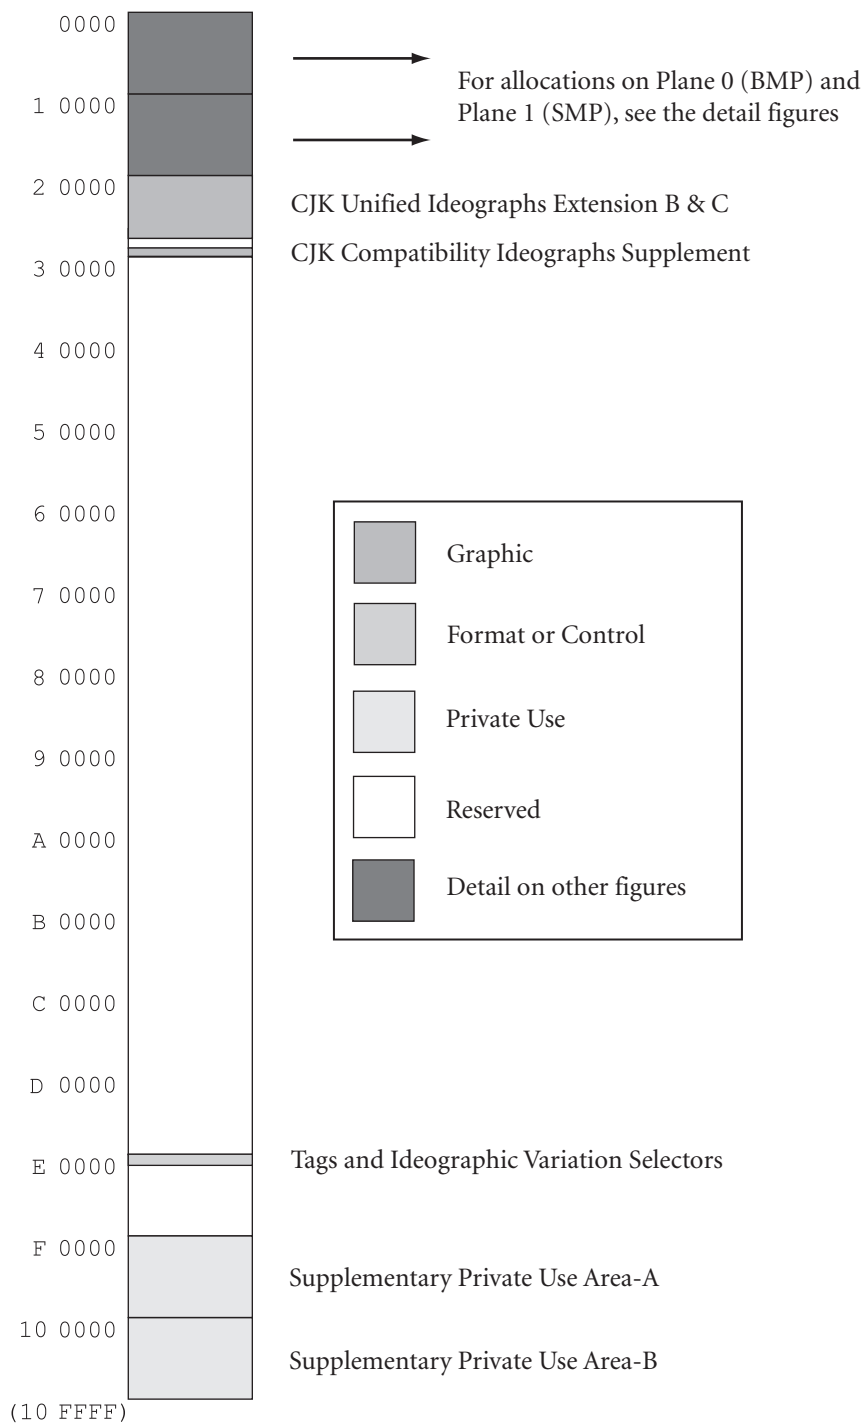 0000
For allocations on Plane 0 (BMP) and
Plane 1 (SMP), see the detail figures
1 0000
2 0000
CJK Unified Ideographs Extension B & C
CJK Compatibility Ideographs Supplement
3 0000
4 0000
5 0000
6 0000
7 0000
8 0000
9 0000
A 0000
B 0000
C 0000
D 0000
Graphic
Format or Control
Private Use
Reserved
Detail on other figures
Tags and Ideographic Variation Selectors
E 0000
F 0000
Supplementary Private Use Area-A
10 0000
Supplementary Private Use Area-B
(10 FFFF)